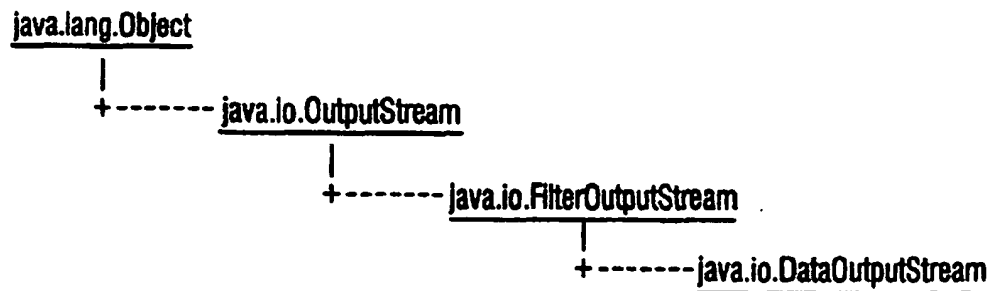 java.lang.Object
|
+------- java.io.OutputStream
|
+------- java.io.FilterOutputStream
|
+------- java.io.DataOutputStream